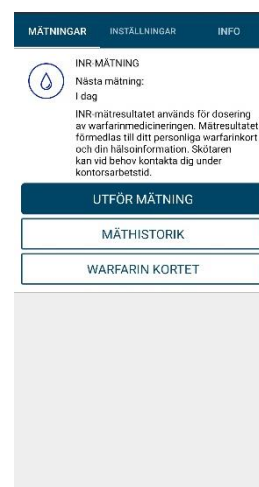 MÄTNINGAR INSTÄLLNINGAR INFO
INR-MÄTNING
Nästa mätning:
I dag
INR-mätresultatet används för dosering
av warfarinmedicineringen. Mätresultatet
förmedlas till ditt personliga warfarinkort
och din hälsoinformation. Skötaren
kan vid behov kontakta dig under
kontorsarbetstid.
UTFÖR MÄTNING
MÄTHISTORIK
WARFARIN KORTET